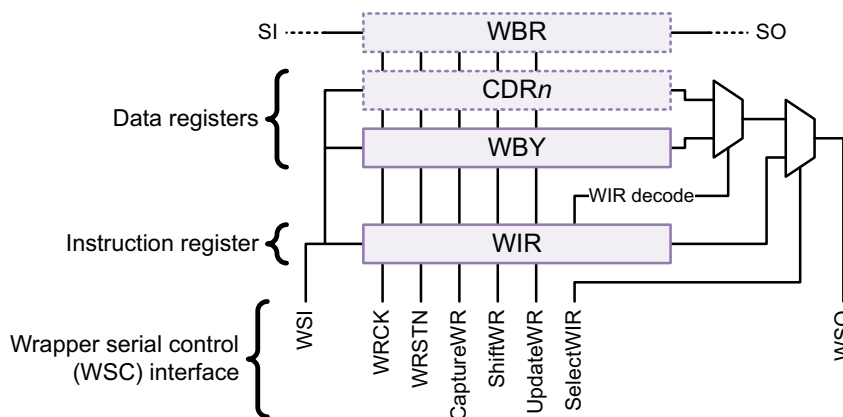 SI
WBR
SO
Data registers
CDRn
WBY
WIR decode
Instruction register
WIR
Wrapper serial control
(WSC) interface
WSI
WRCK
WRSTN
CaptureWR
ShiftWR
UpdateWR
SelectWIR
WSO